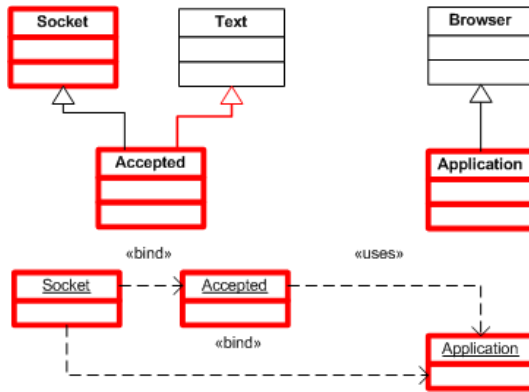 Socket
Text
Browser
Accepted
Application
«bind»
«uses»
Socket
Accepted
«bind»
Application